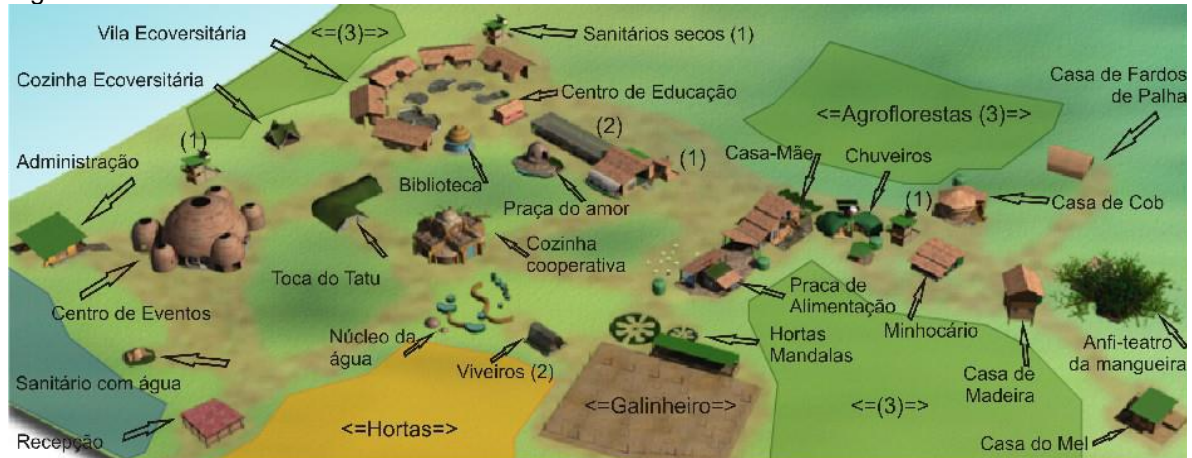 Vila Ecoversitária
<=(3)=>
Sanitários secos (1)
Cozinha Ecoversitária
Centro de Educação
Casa de Fardos
de Palha
(1)
(2)
<=Agroflorestas (3)=>
Administração
Biblioteca
Praça do amor
(1)
Casa-Mãe
Chuveiros
(1)
Casa de Cob
Toca do Tatu
Cozinha
cooperativa
Centro de Eventos
Praca de
Alimentação
Minhocário
Núcleo da
água
Viveiros (2)
Hortas
Mandalas
Anfi-teatro
da mangueira
Sanitário com água
Casa de
Madeira
<=Galinheiro=>
<=(3)=>
<=Hortas=>
Recepção
Casa do Mel